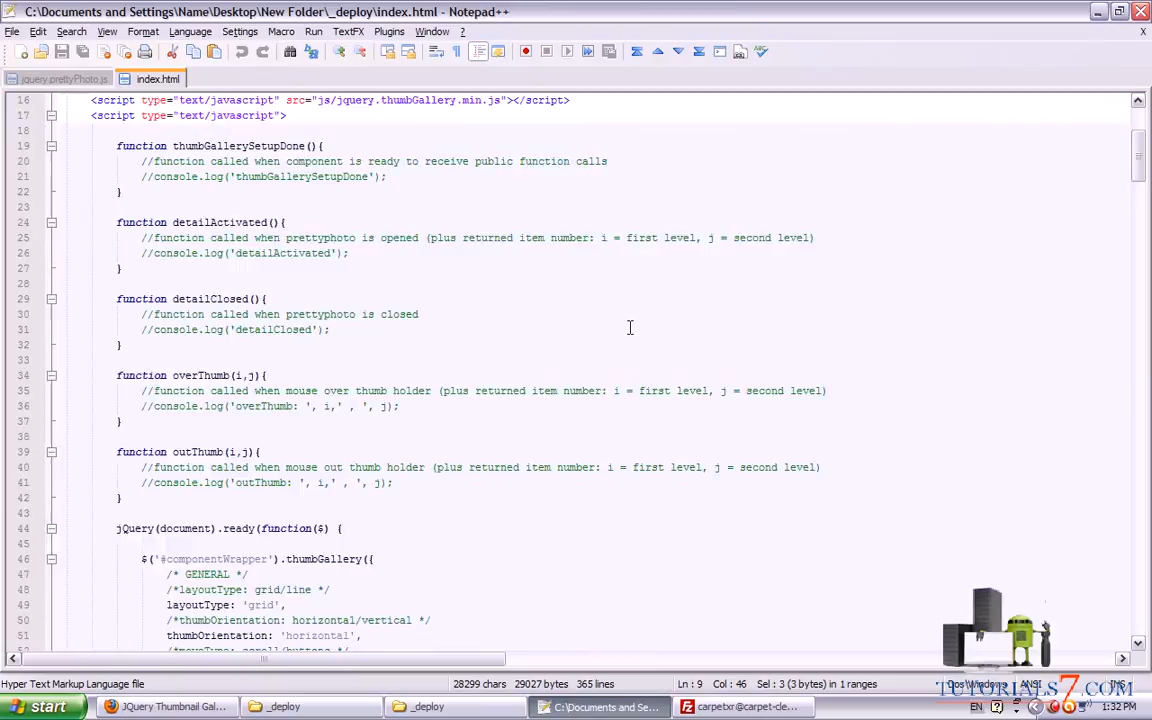 C:\Documents and Settings\Name\Desktop\New Folder\_deploy\index.html - Notepad++
File Edit Search View Format Language Settings Macro Run TextFX Plugins Window ? X
jquery.prettyPhoto.js index.html
16 <script type="text/javascript" src="js/jquery.thumbGallery.min.js"></script>
17 <script type="text/javascript">
18
19 function thumbGallerySetupDone(){
20 //function called when component is ready to receive public function calls
21 //console.log('thumbGallerySetupDone');
22 }
23
24 function detailActivated(){
25 //function called when prettyphoto is opened (plus returned item number: i = first level, j = second level)
26 //console.log('detailActivated');
27 }
28
29 function detailClosed(){
30 //function called when prettyphoto is closed
31 //console.log('detailClosed');
32 }
33
34 function overThumb(i,j){
35 //function called when mouse over thumb holder (plus returned item number: i = first level, j = second level)
36 //console.log('overThumb: ', i,' , ', j);
37 }
38
39 function outThumb(i,j){
40 //function called when mouse out thumb holder (plus returned item number: i = first level, j = second level)
41 //console.log('outThumb: ', i,' , ', j);
42 }
43
44 jQuery(document).ready(function($) {
45
46 $('#componentWrapper').thumbGallery({
47 /* GENERAL */
48 /*layoutType: grid/line */
49 layoutType: 'grid',
50 /*thumbOrientation: horizontal/vertical */
51 thumbOrientation: 'horizontal',
/*moveType: scroll/buttons */
Hyper Text Markup Language file 28299 chars 29027 bytes 365 lines Ln : 9 Col : 46 Sel : 3 (3 bytes) in 1 ranges Dos\Windows ANSI INS
TUTORIALS7.COM
start JQuery Thumbnail Gal... _deploy _deploy C:\Documents and Se... carpetxr@carpet-cle... EN 1:32 PM